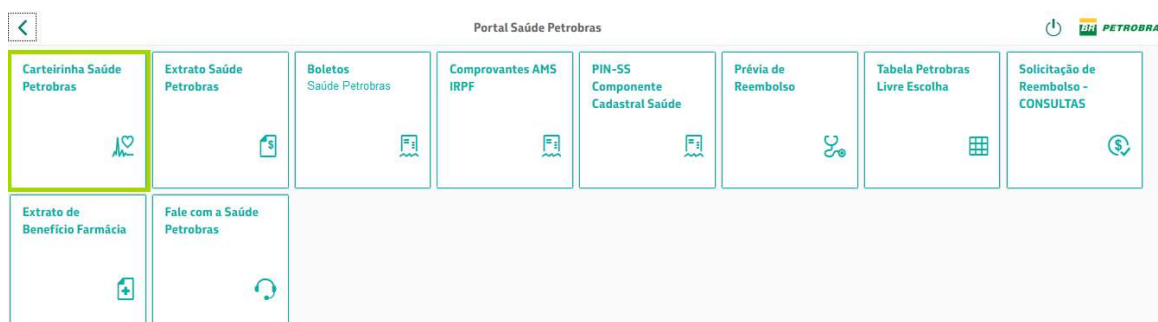 Portal Saúde Petrobras
BR PETROBRA
Carteirinha Saúde
Petrobras
Extrato Saúde
Petrobras
Boletos
Saúde Petrobras
Comprovantes AMS
IRPF
PIN-SS
Componente
Cadastral Saúde
Prévia de
Reembolso
Tabela Petrobras
Livre Escolha
Solicitação de
Reembolso -
CONSULTAS
Extrato de
Benefício Farmácia
Fale com a Saúde
Petrobras